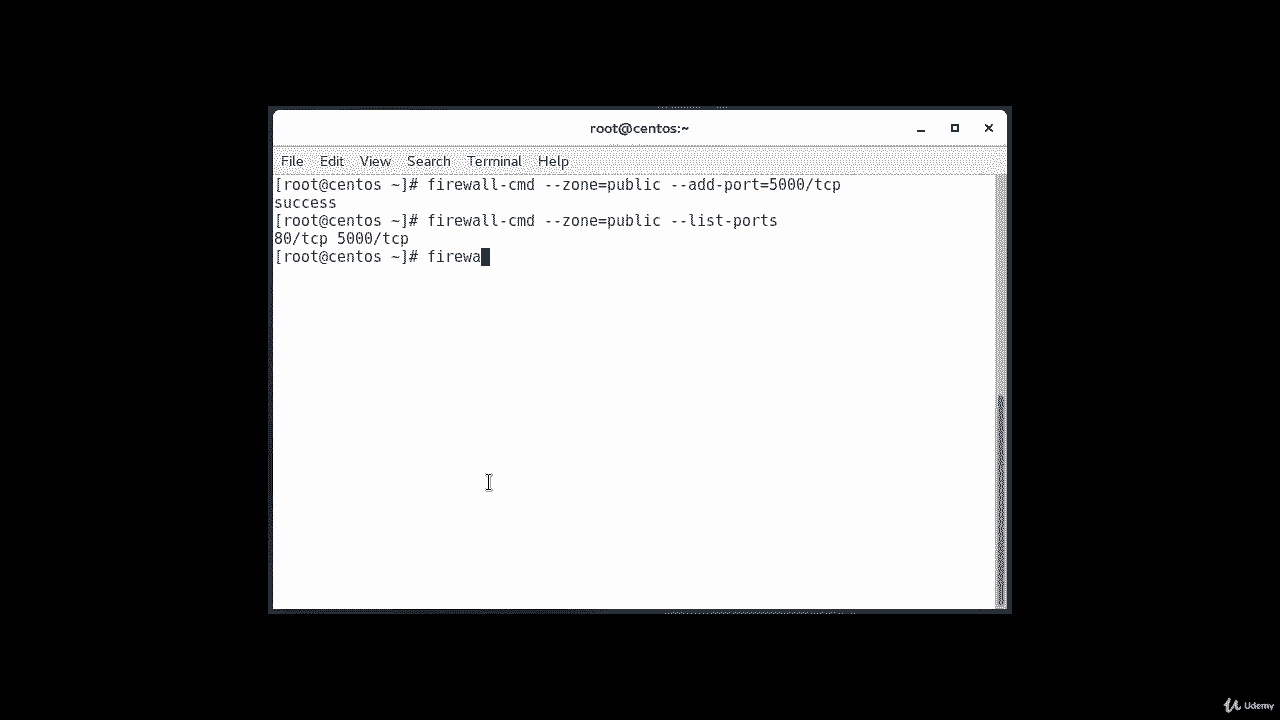 root@centos:~
File Edit View Search Terminal Help
[root@centos ~]# firewall-cmd --zone=public --add-port=5000/tcp
success
[root@centos ~]# firewall-cmd --zone=public --list-ports
80/tcp 5000/tcp
[root@centos ~]# firewa
Udemy